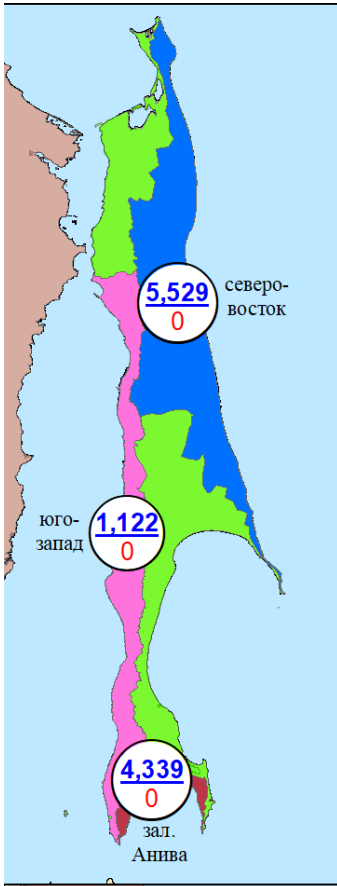 5,529
0
северо-
восток
юго-
запад
1,122
0
4,339
0
зал.
Анива